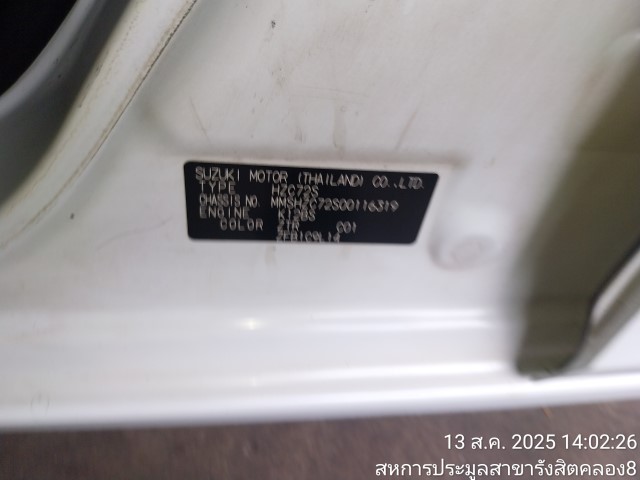 SUZUKI MOTOR (THAILAND) CO.,LTD.
TYPE HZC72S
CHASSIS NO. MMSHZC72S00116319
ENGINE K12BS
COLOR ZTR C01
13 ส.ค. 2025 14:02:26
สหการประมูลสาขารังสิตคลอง8